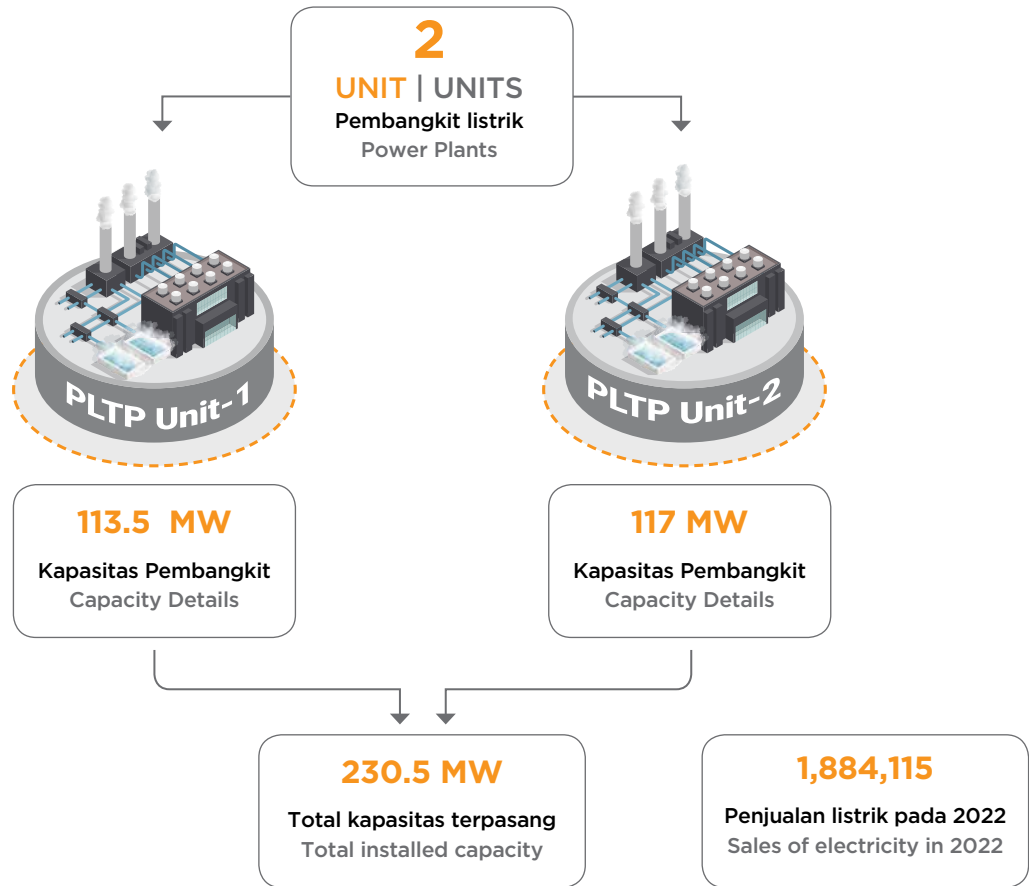 2
UNIT | UNITS
Pembangkit listrik
Power Plants
PLTP Unit-1
PLTP Unit-2
113.5 MW
Kapasitas Pembangkit
Capacity Details
117 MW
Kapasitas Pembangkit
Capacity Details
230.5 MW
Total kapasitas terpasang
Total installed capacity
1,884,115
Penjualan listrik pada 2022
Sales of electricity in 2022